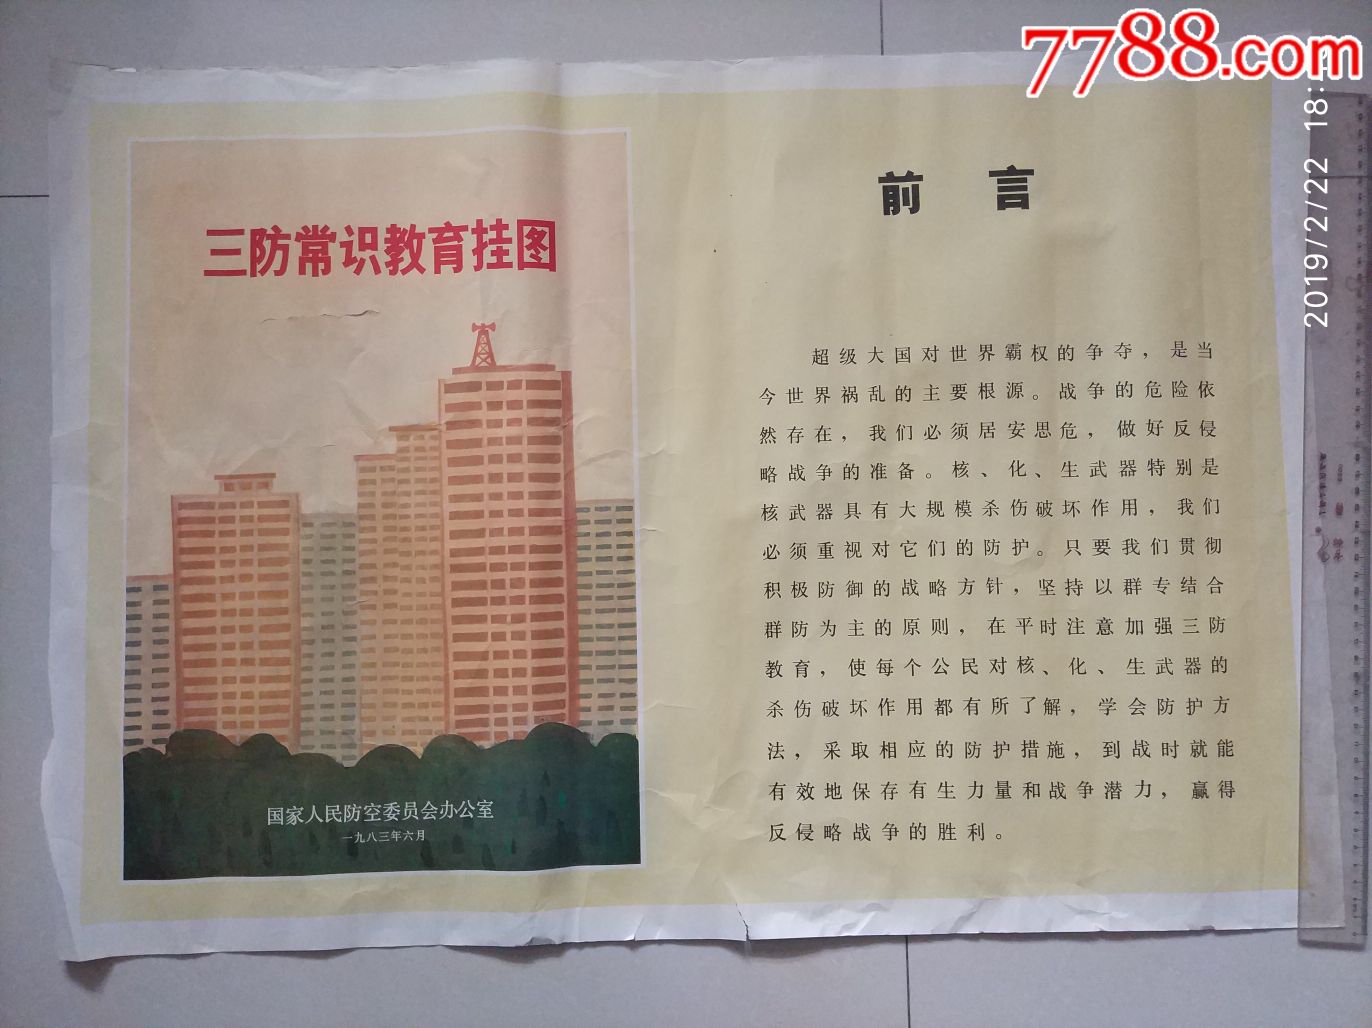 7788.com
2019/2/22 18:
三防常识教育挂图
国家人民防空委员会办公室
一九八三年六月
前言
超级大国对世界霸权的争夺，是当
今世界祸乱的主要根源。战争的危险依
然存在，我们必须居安思危，做好反侵
略战争的准备。核、化、生武器特别是
核武器具有大规模杀伤破坏作用，我们
必须重视对它们的防护。只要我们贯彻
积极防御的战略方针，坚持以群专结合
群防为主的原则，在平时注意加强三防
教育，使每个公民对核、化、生武器的
杀伤破坏作用都有所了解，学会防护方
法，采取相应的防护措施，到战时就能
有效地保存有生力量和战争潜力，赢得
反侵略战争的胜利。